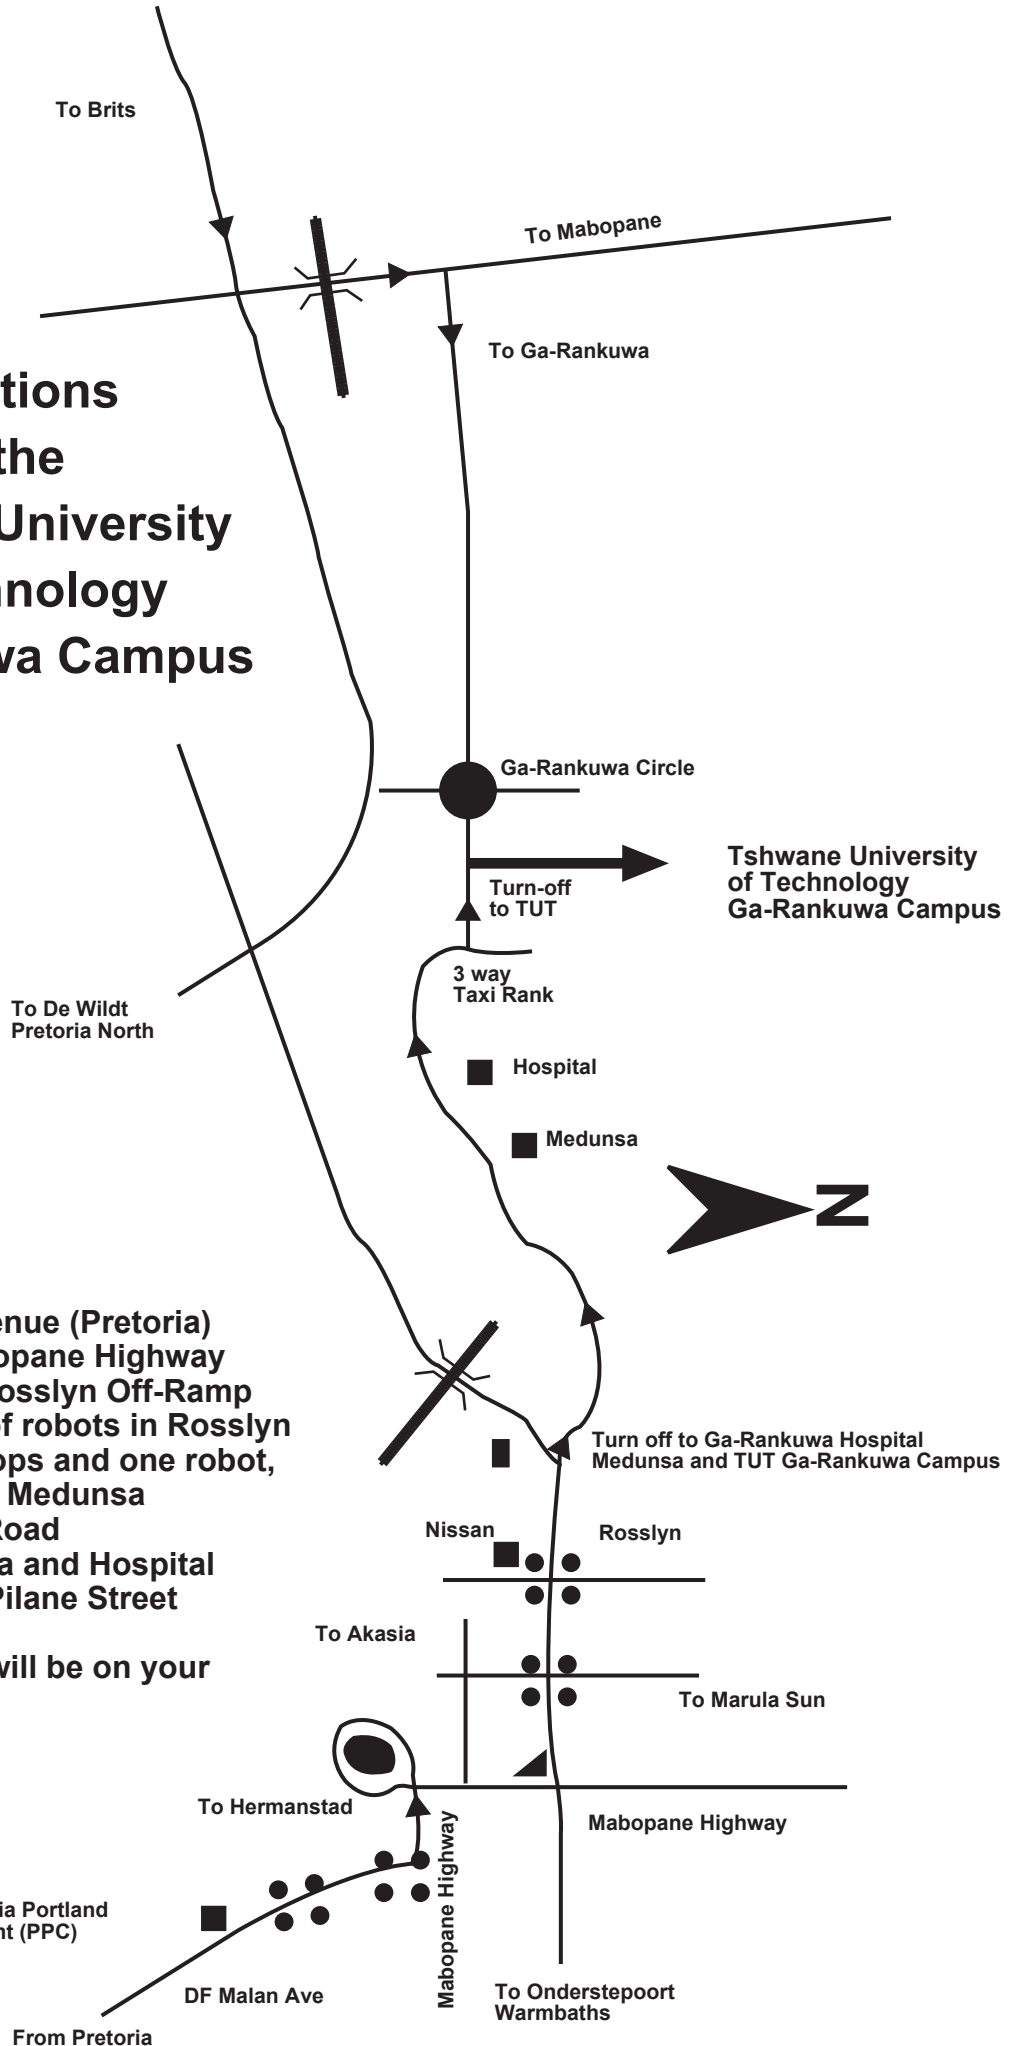 To Brits
To Mabopane
To Ga-Rankuwa
tions
the
University
nology
wa Campus
Ga-Rankuwa Circle
Tshwane University
of Technology
Ga-Rankuwa Campus
Turn-off
to TUT
3 way
Taxi Rank
To De Wildt
Pretoria North
Hospital
Medunsa
N
enue (Pretoria)
opane Highway
osslyn Off-Ramp
of robots in Rosslyn
ops and one robot,
Medunsa
Road
a and Hospital
Pilane Street
will be on your
Turn off to Ga-Rankuwa Hospital
Medunsa and TUT Ga-Rankuwa Campus
Nissan
Rosslyn
To Akasia
To Marula Sun
To Hermanstad
Mabopane Highway
Mabopane Highway
ia Portland
nt (PPC)
DF Malan Ave
To Onderstepoort
Warmbaths
From Pretoria